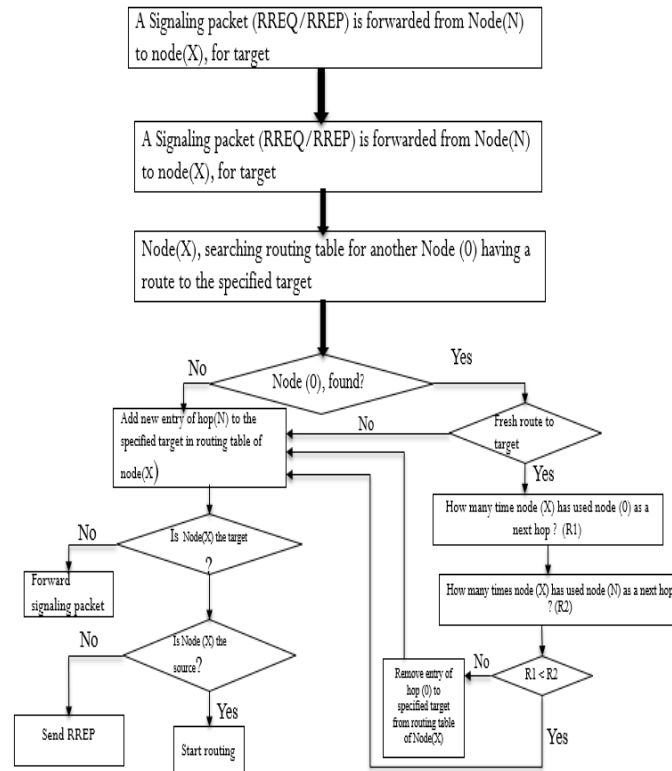 A Signaling packet (RREQ/RREP) is forwarded from Node(N)
to node(X), for target
A Signaling packet (RREQ/RREP) is forwarded from Node(N)
to node(X), for target
Node(X), searching routing table for another Node (0) having a
route to the specified target
No
Yes
Node (0), found?
Add new entry of hop(N) to the
specified target in routing table of
node(X)
No
Fresh route to
target
Yes
How many time node (X) has used node (0) as a
next hop ? (R1)
No
Is Node(X) the target
?
Forward
signaling packet
How many times node (X) has used node (N) as a next hop
? (R2)
No
Is Node (X) the
source?
Remove entry of
hop (0) to
specified target
from routing table
of Node(X)
No
R1 < R2
Yes
Send RREP
Yes
Start routing